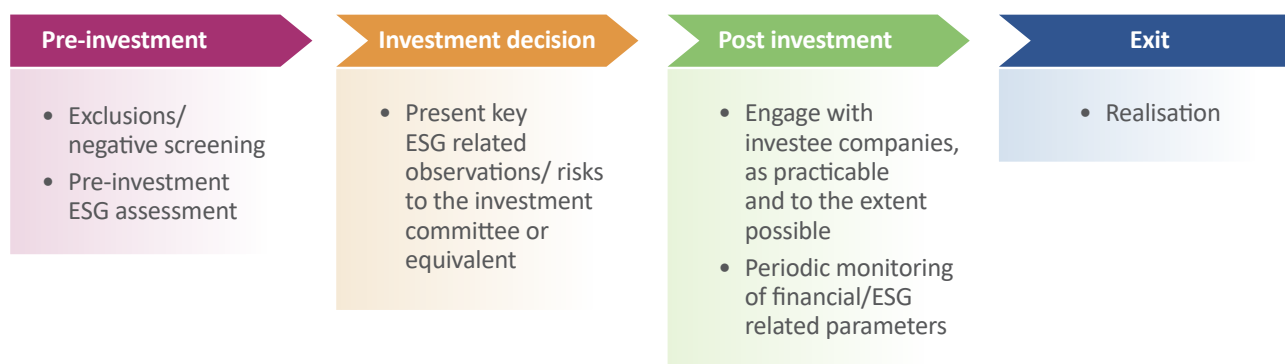 Pre-investment
• Exclusions/
negative screening
• Pre-investment
ESG assessment
Investment decision
• Present key
ESG related
observations/ risks
to the investment
committee or
equivalent
Post investment
• Engage with
investee companies,
as practicable
and to the extent
possible
• Periodic monitoring
of financial/ESG
related parameters
Exit
• Realisation